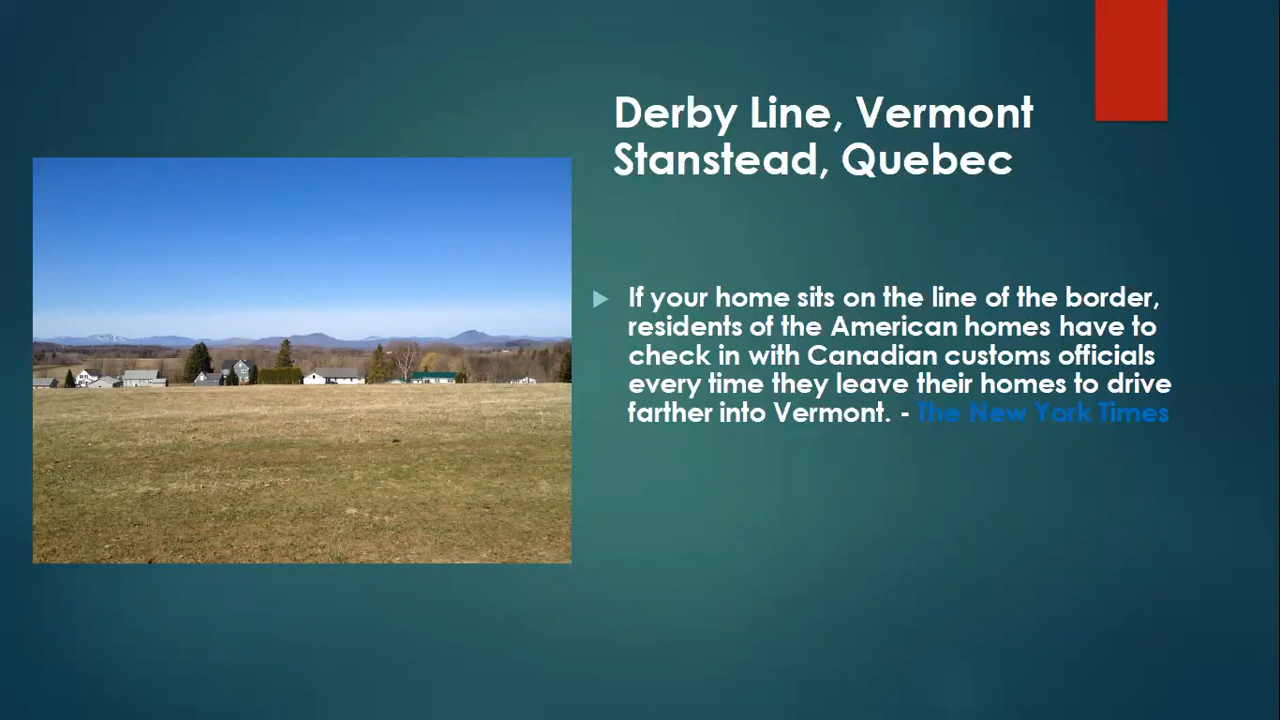 Derby Line, Vermont
Stanstead, Quebec
If your home sits on the line of the border,
residents of the American homes have to
check in with Canadian customs officials
every time they leave their homes to drive
farther into Vermont. - The New York Times